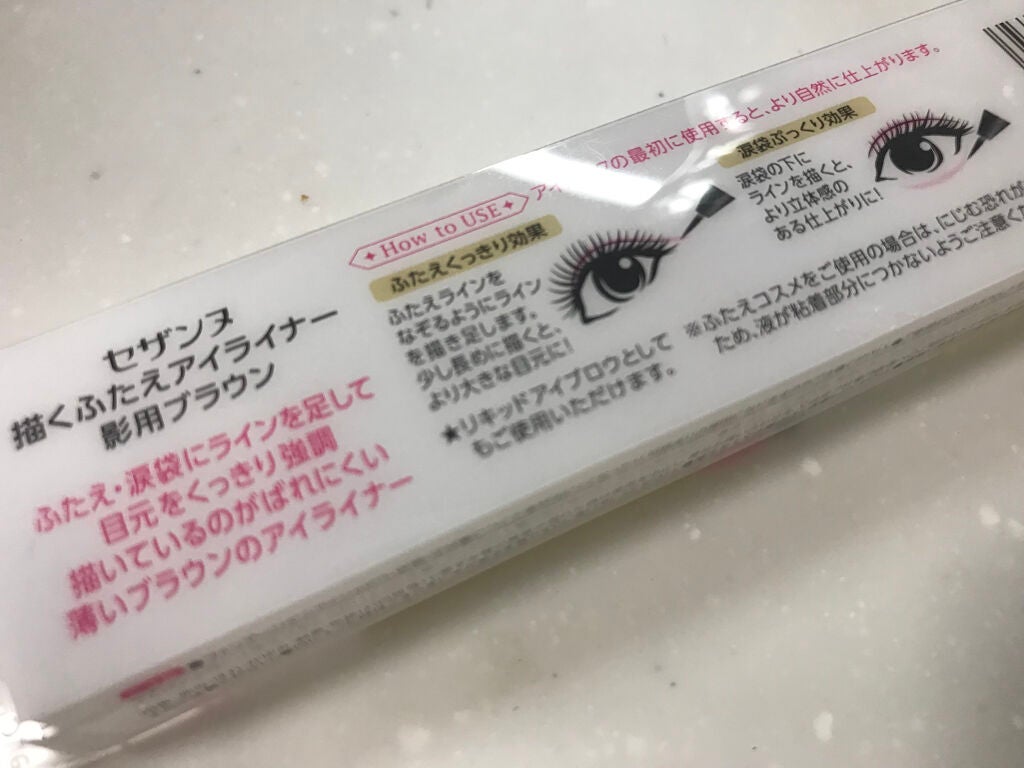 セザンヌ
描くふたえアイライナー
影用ブラウン
ふたえ・涙袋にラインを足して
目元をくっきり強調
描いているのがばれにくい
薄いブラウンのアイライナー
How to USE
の最初に使用すると、より自然に仕上がります。
ふたえくっきり効果
ふたえラインを
なぞるようにライン
を描き足します。
少し長めに描くと、
より大きな目元に!
★リキッドアイブロウとして
もご使用いただけます。
涙袋ぷっくり効果
涙袋の下に
ラインを描くと、
より立体感の
ある仕上がりに!
※ふたえコスメをご使用の場合は、にじむ恐れが
ため、液が粘着部分につかないようご注意く